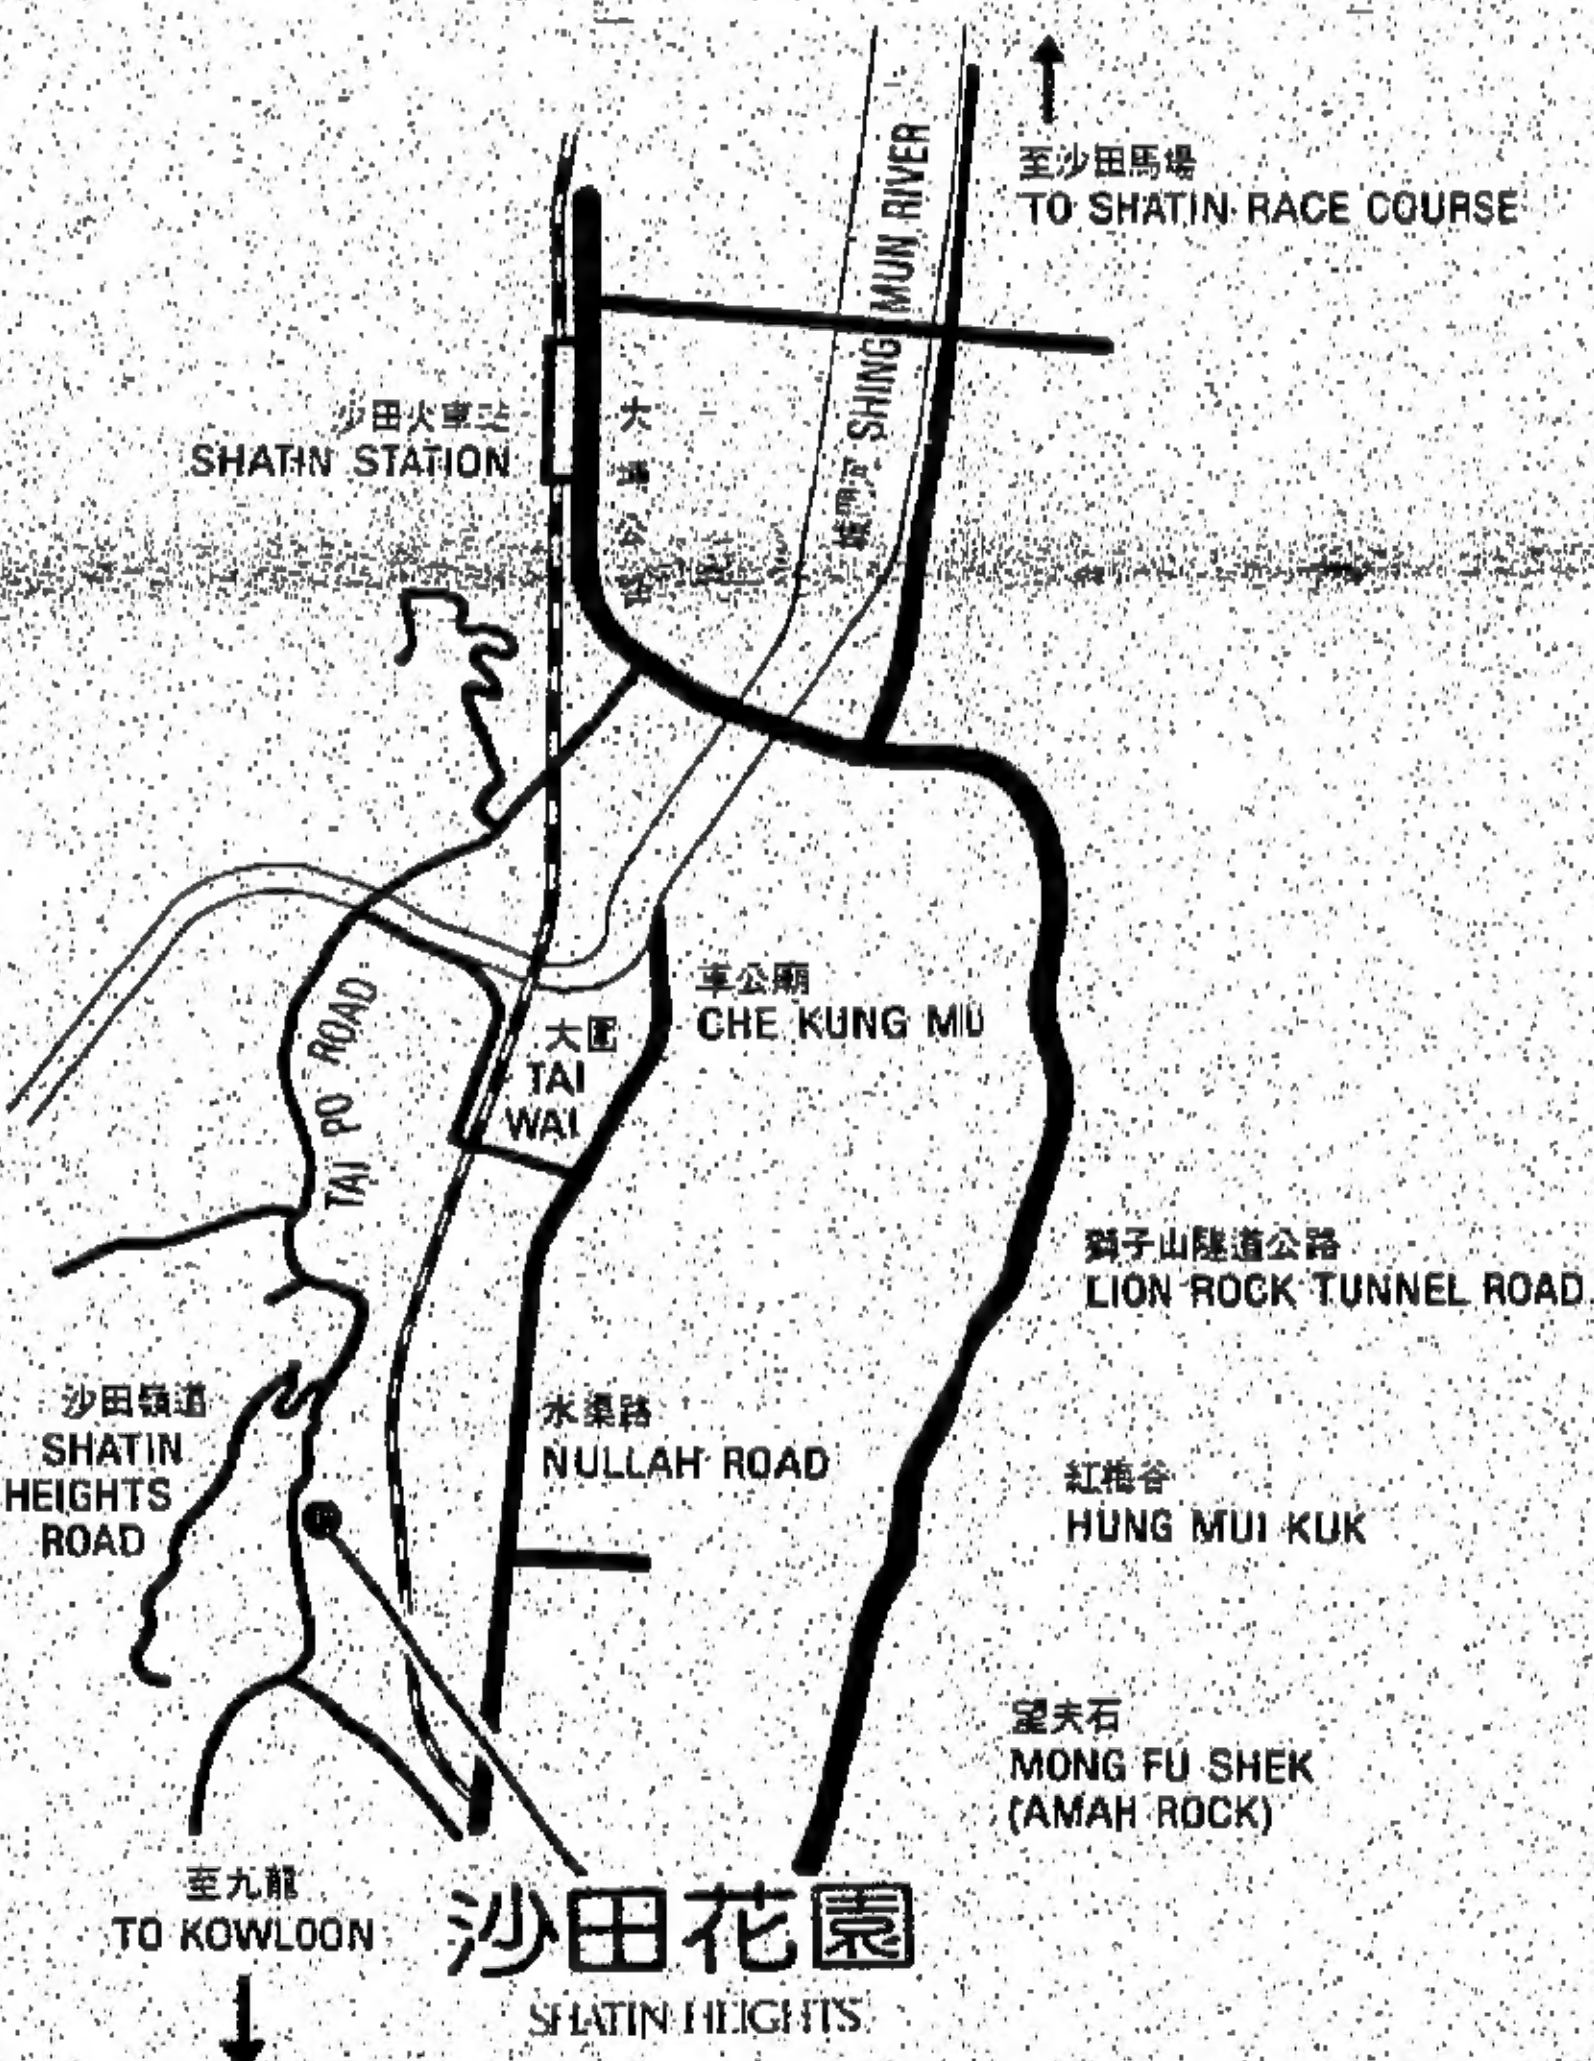 至沙田馬場
TO SHATIN RACE COURSE
城門河 SHING MUN RIVER
沙田火車站
SHATIN STATION
大埔公路
車公廟
CHE KUNG MIU
大圍
TAI
WAI
TAI PO ROAD
獅子山隧道公路
LION ROCK TUNNEL ROAD
沙田嶺道
SHATIN
HEIGHTS
ROAD
水渠路
NULLAH ROAD
紅梅谷
HUNG MUI KUK
望夫石
MONG FU SHEK
(AMAH ROCK)
至九龍
TO KOWLOON
沙田花園
SHATIN HEIGHTS